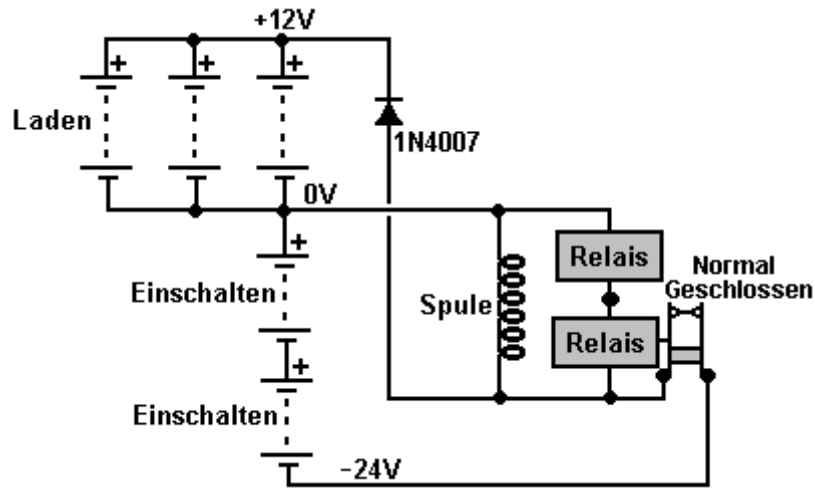 +12V
+
+
+
Laden
1N4007
0V
+
Relais
Normal
Geschlossen
Einschalten
Spule
Relais
+
Einschalten
−24V